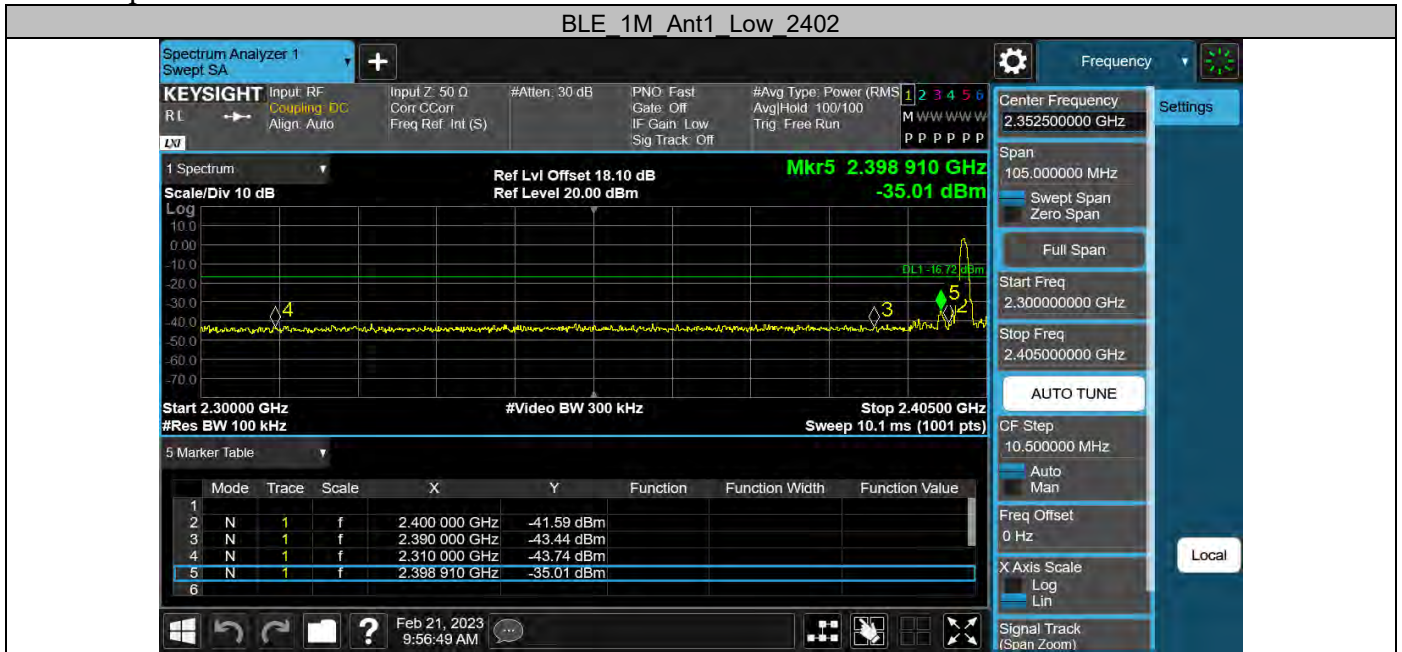 BLE_1M_Ant1_Low_2402
Spectrum Analyzer 1
Swept SA
Frequency
KEYSIGHT
RL
LXI
Input: RF
Coupling: DC
Align: Auto
Input Z: 50 Ω
Corr CCorr
Freq Ref: Int (S)
#Atten: 30 dB
PNO: Fast
Gate: Off
IF Gain: Low
Sig Track: Off
#Avg Type: Power (RMS
Avg|Hold: 100/100
Trig: Free Run
1 2 3 4 5 6
M W W W W W
P P P P P P
1 Spectrum
Scale/Div 10 dB
Ref Lvl Offset 18.10 dB
Ref Level 20.00 dBm
Mkr5 2.398 910 GHz
-35.01 dBm
Log
10.0
0.00
-10.0
-20.0
-30.0
-40.0
-50.0
-60.0
-70.0
DL1 -16.72 dBm
4
3
5
2
Start 2.30000 GHz
#Video BW 300 kHz
Stop 2.40500 GHz
#Res BW 100 kHz
Sweep 10.1 ms (1001 pts)
5 Marker Table
Mode Trace Scale X Y Function Function Width Function Value
1
2 N 1 f 2.400 000 GHz -41.59 dBm
3 N 1 f 2.390 000 GHz -43.44 dBm
4 N 1 f 2.310 000 GHz -43.74 dBm
5 N 1 f 2.398 910 GHz -35.01 dBm
6
Feb 21, 2023
9:56:49 AM
Center Frequency
2.352500000 GHz
Settings
Span
105.000000 MHz
Swept Span
Zero Span
Full Span
Start Freq
2.300000000 GHz
Stop Freq
2.405000000 GHz
AUTO TUNE
CF Step
10.500000 MHz
Auto
Man
Freq Offset
0 Hz
X Axis Scale
Log
Lin
Local
Signal Track
(Span Zoom)